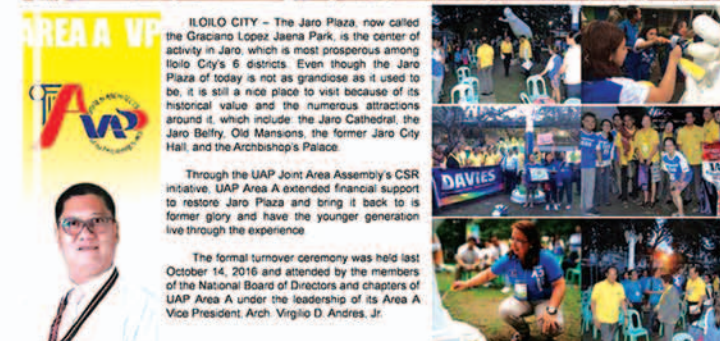 AREA A VP
UAP
ILOILO CITY – The Jaro Plaza, now called
the Graciano Lopez Jaena Park, is the center of
activity in Jaro, which is most prosperous among
Iloilo City's 6 districts. Even though the Jaro
Plaza of today is not as grandiose as it used to
be, it is still a nice place to visit because of its
historical value and the numerous attractions
around it, which include: the Jaro Cathedral, the
Jaro Belfry, Old Mansions, the former Jaro City
Hall, and the Archbishop's Palace.
Through the UAP Joint Area Assembly's CSR
initiative, UAP Area A extended financial support
to restore Jaro Plaza and bring it back to is
former glory and have the younger generation
live through the experience
The formal turnover ceremony was held last
October 14, 2016 and attended by the members
of the National Board of Directors and chapters of
UAP Area A under the leadership of its Area A
Vice President, Arch. Virgilio D. Andres, Jr.
DAVIES